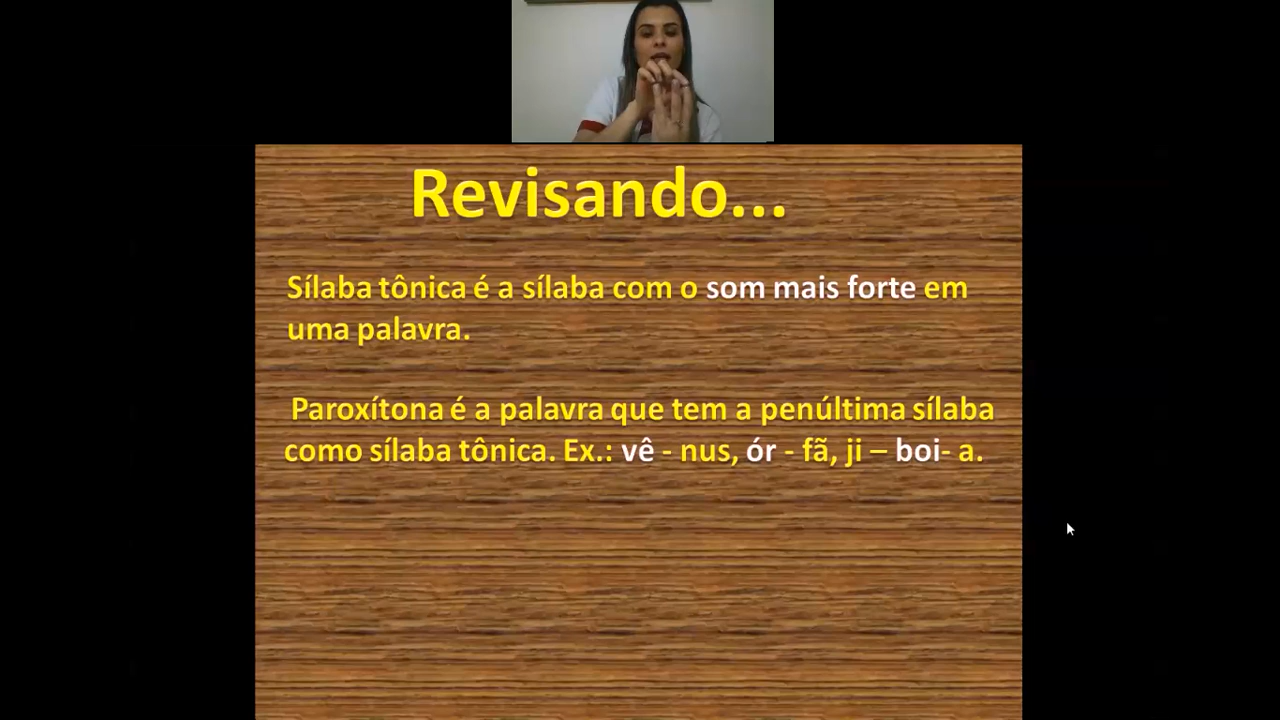 Revisando...
Sílaba tônica é a sílaba com o som mais forte em
uma palavra.
Paroxítona é a palavra que tem a penúltima sílaba
como sílaba tônica. Ex.: vê - nus, ór - fã, ji – boi- a.